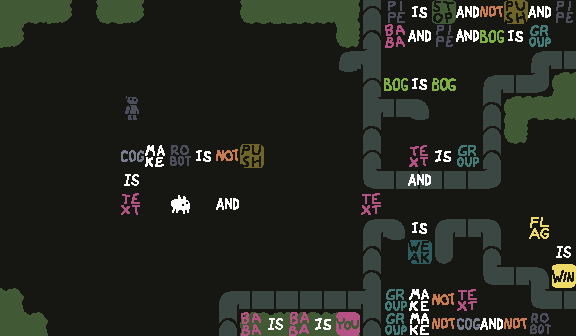 PIPE IS STOP AND NOT PUSH AND PIPE
BABA AND PIPE AND BOG IS GROUP
BOG IS BOG
COG MAKE ROBOT IS NOT PUSH TEXT IS GROUP
IS AND
TEXT AND TEXT
IS FLAG
WEAK IS
WIN
GROUP MAKE NOT TEXT
BABA IS BABA IS YOU GROUP MAKE NOT COG AND NOT ROBOT